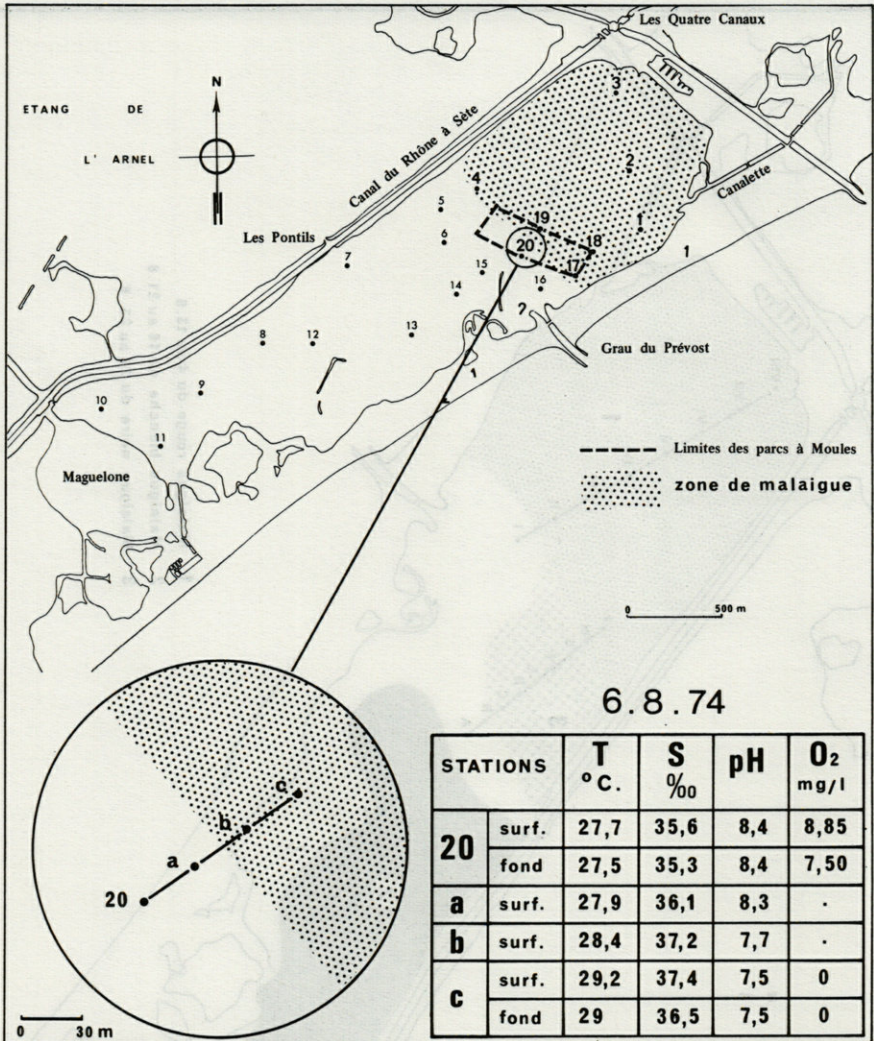 Les Quatre Canaux
N
ETANG DE
L' ARNEL
Canal du Rhône à Sète
Les Pontils
Canalette
Grau du Prévost
Maguelone
3
2
4
1
5
19
6
18
20
7
15
17
16
14
1
2
8
12
13
1
9
10
11
Limites des parcs à Moules
zone de malaigue
0 500 m
c
b
a
20
0 30 m
6.8.74
STATIONS T °C. S ‰ pH O2 mg/l
20 surf. 27,7 35,6 8,4 8,85
fond 27,5 35,3 8,4 7,50
a surf. 27,9 36,1 8,3 .
b surf. 28,4 37,2 7,7 .
c surf. 29,2 37,4 7,5 0
fond 29 36,5 7,5 0